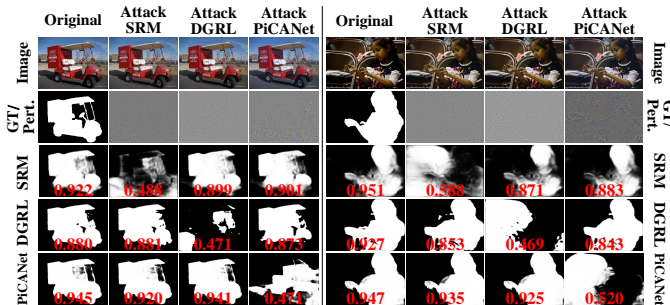 Original Attack SRM Attack DGRL Attack PiCANet Original Attack SRM Attack DGRL Attack PiCANet
Image Image
GT/ Pert. GT/ Pert.
SRM 0.922 0.488 0.899 0.901 0.951 0.588 0.871 0.883 SRM
DGRL 0.880 0.881 0.471 0.873 0.927 0.853 0.469 0.843 DGRL
PiCANet 0.945 0.920 0.941 0.471 0.947 0.935 0.925 0.520 PiCANet